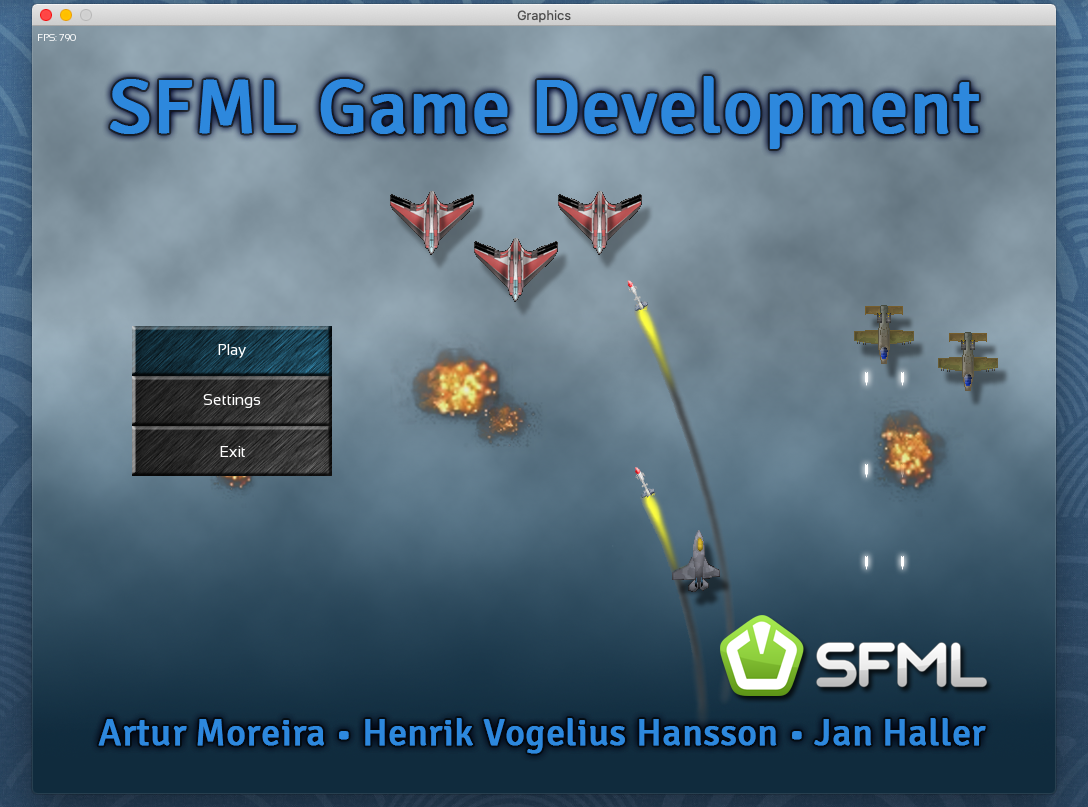 Graphics
FPS: 790
SFML Game Development
Play
Settings
Exit
SFML
Artur Moreira • Henrik Vogelius Hansson • Jan Haller